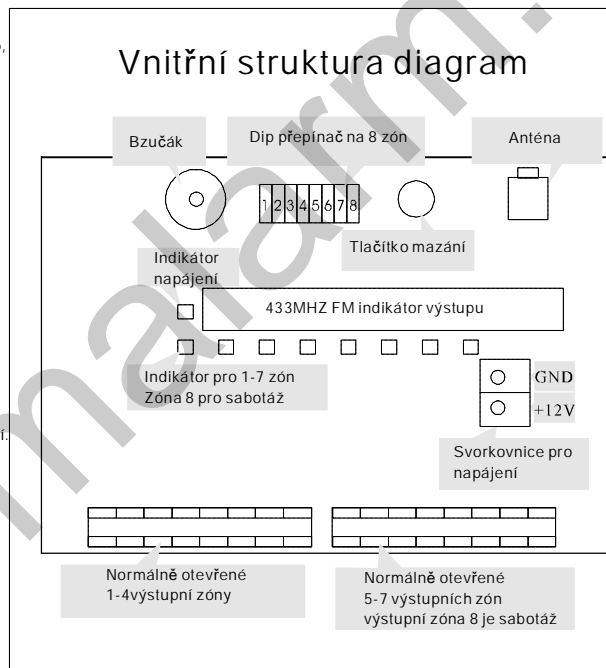 Vnitřní struktura diagram
Bzučák
Dip přepínač na 8 zón
Anténa
1 2 3 4 5 6 7 8
Tlačítko mazání
Indikátor
napájení
433MHZ FM indikátor výstupu
Indikátor pro 1-7 zón
Zóna 8 pro sabotáž
GND
+12V
Svorkovnice pro
napájení
í.
Normálně otevřené
1-4výstupní zóny
Normálně otevřené
5-7 výstupních zón
výstupní zóna 8 je sabotáž
malarm.